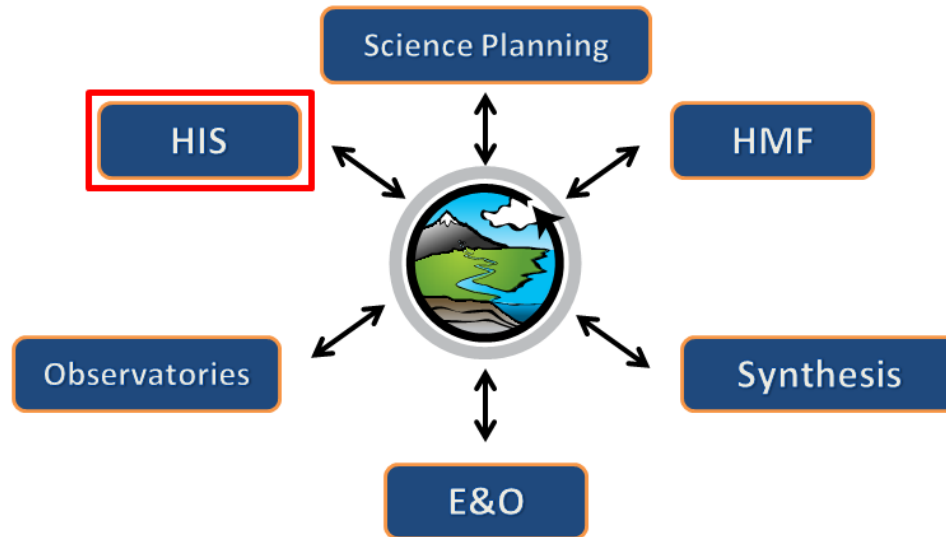 Science Planning
HIS
HMF
Observatories
Synthesis
E&O